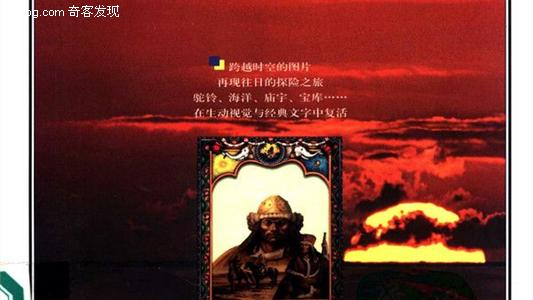 og.com 奇客发现
跨越时空的图片
再现往日的探险之旅
驼铃、海洋、庙宇、宝库……
在生动视觉与经典文字中复活